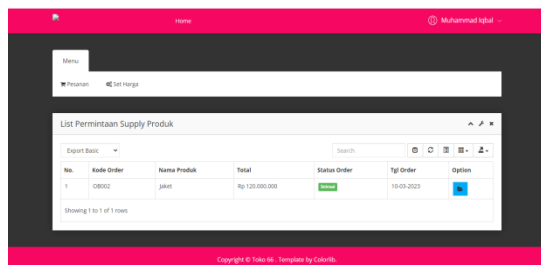 Home
Muhammad Iqbal
Menu
Pesanan Set Harga
List Permintaan Supply Produk
Export Basic Search
No. Kode Order Nama Produk Total Status Order Tgl Order Option
1 OB002 Jaket Rp 120.000.000 Selesai 10-03-2023
Showing 1 to 1 of 1 rows
Copyright © Toko 66 . Template by Colorlib.